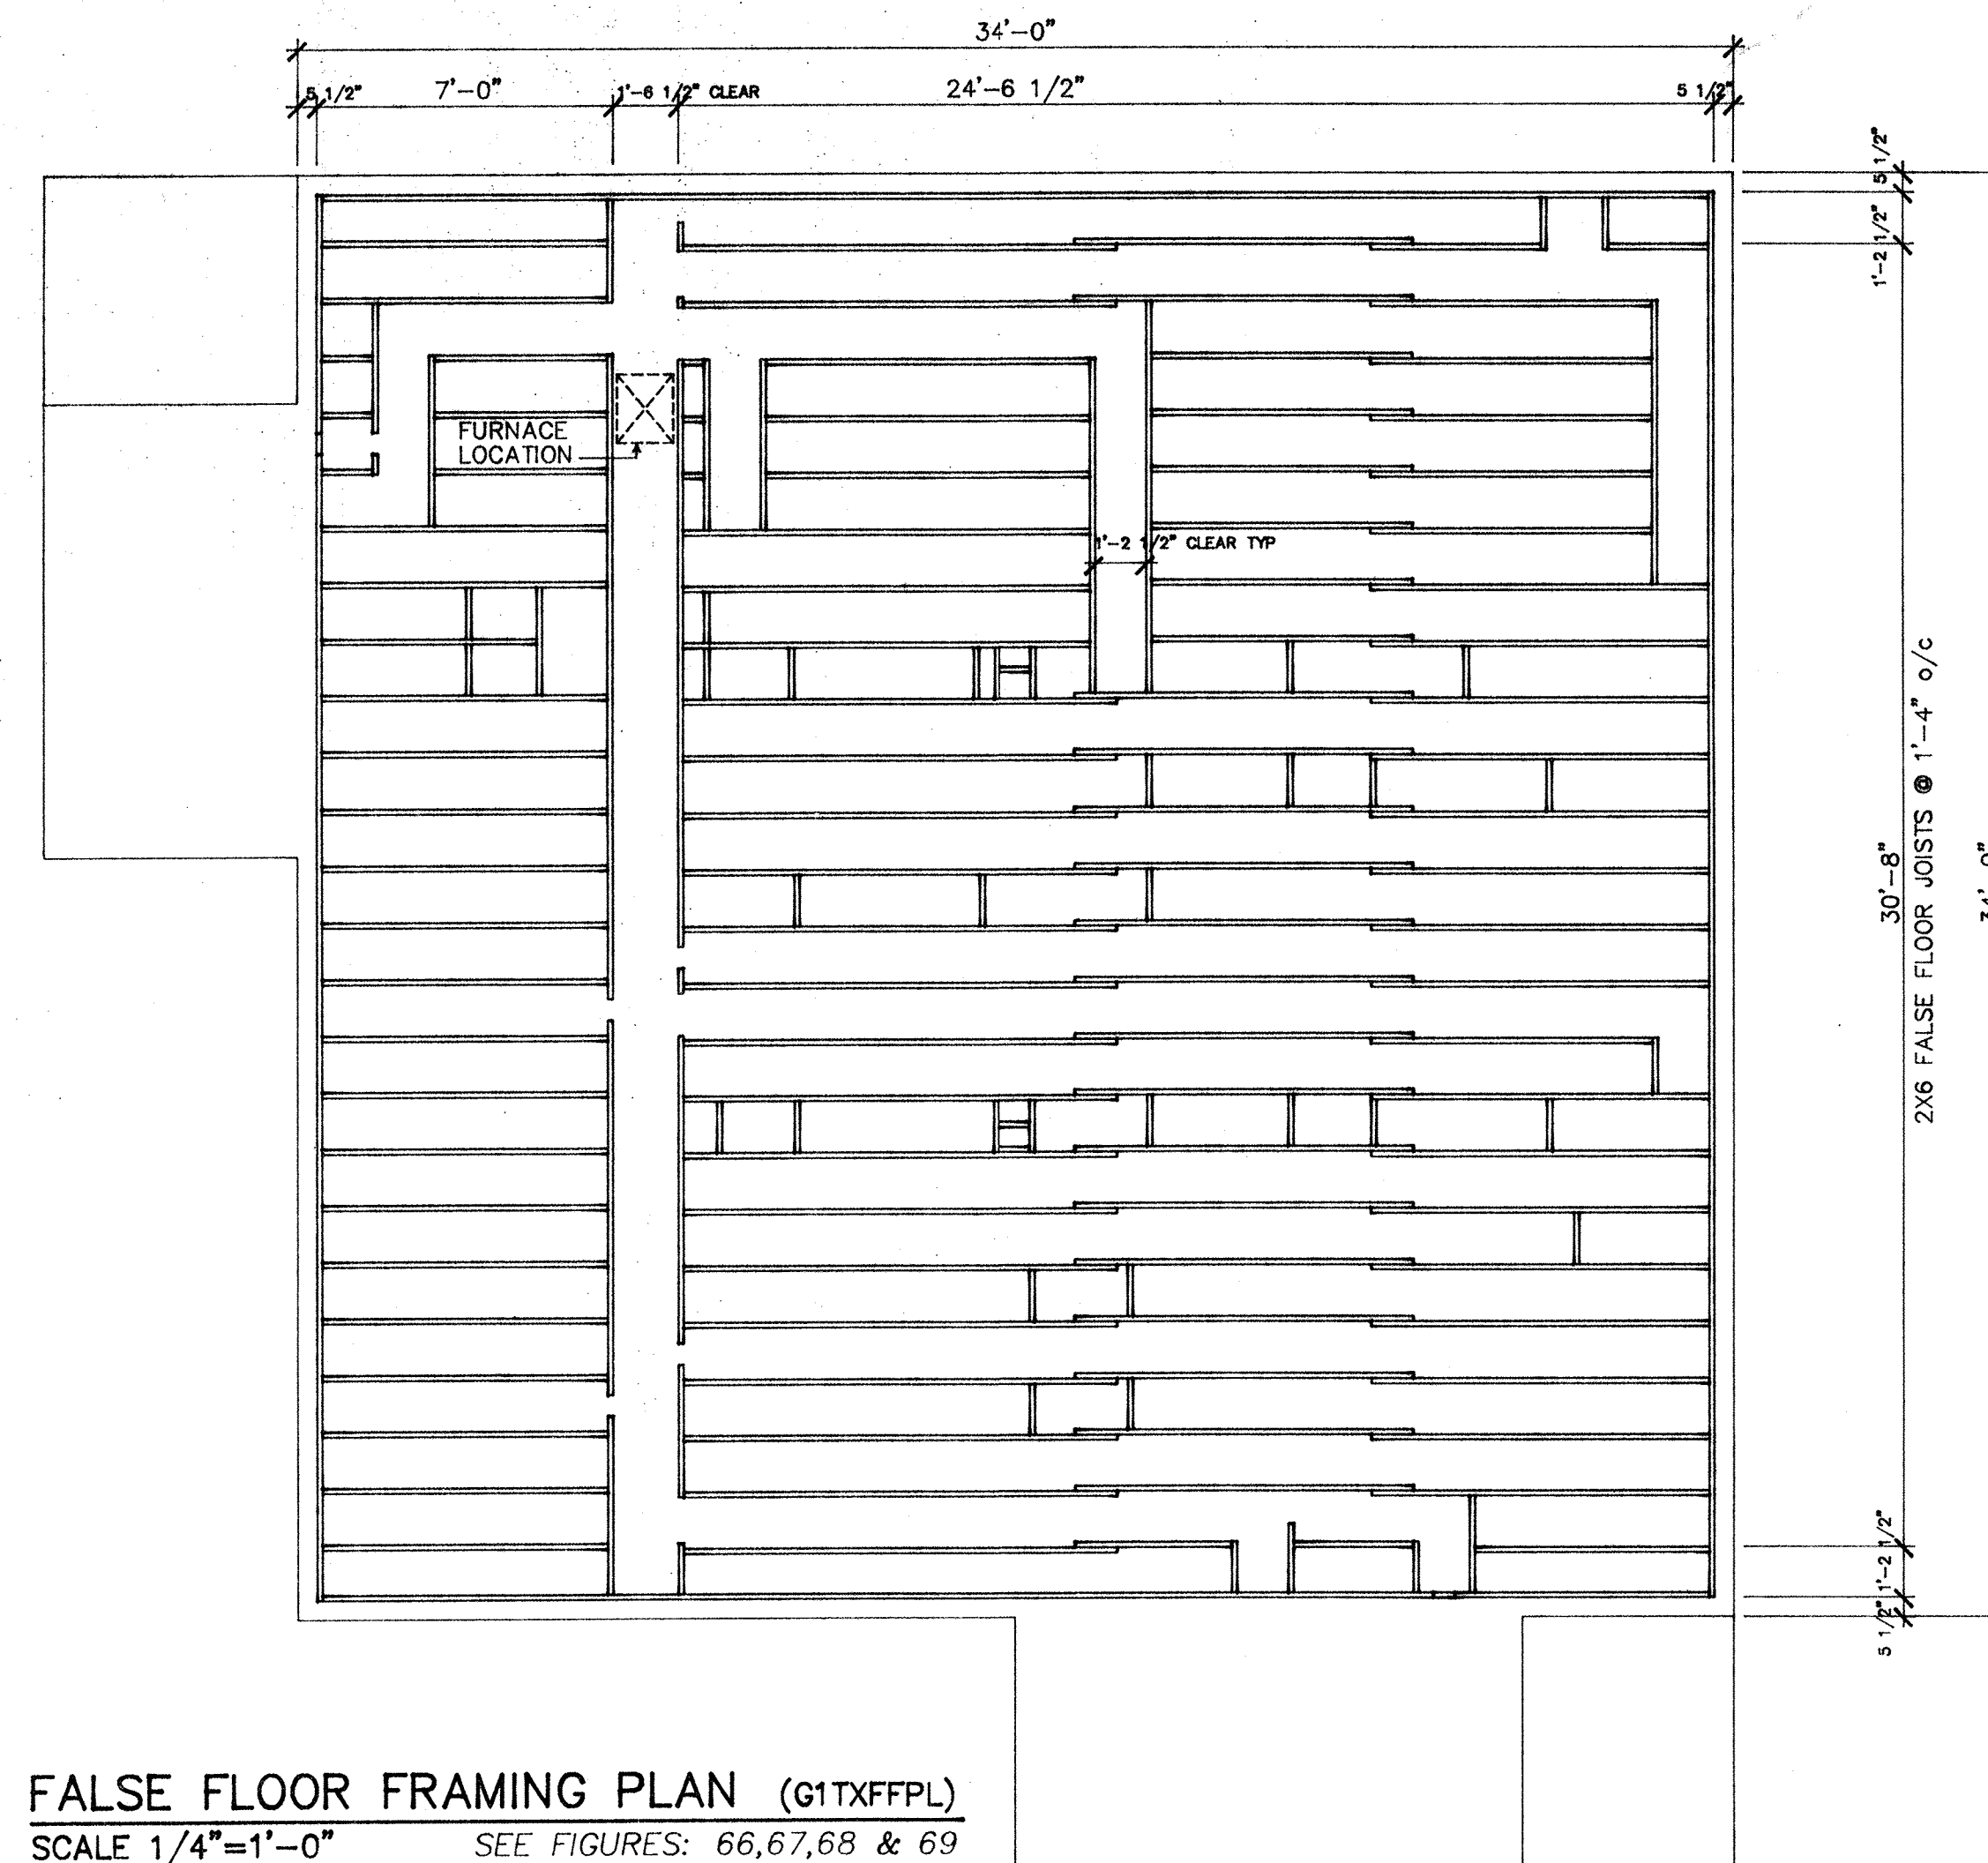 34'-0"
5 1/2"
7'-0"
1'-6 1/2" CLEAR
24'-6 1/2"
5 1/2"
5 1/2"
1'-2 1/2"
FURNACE
LOCATION
1'-2 1/2" CLEAR TYP
30'-8"
2X6 FALSE FLOOR JOISTS @ 1'-4" o/c
34'-0"
1'-2 1/2"
5 1/2"
FALSE FLOOR FRAMING PLAN (G1TXFFPL)
SCALE 1/4"=1'-0" SEE FIGURES: 66,67,68 & 69